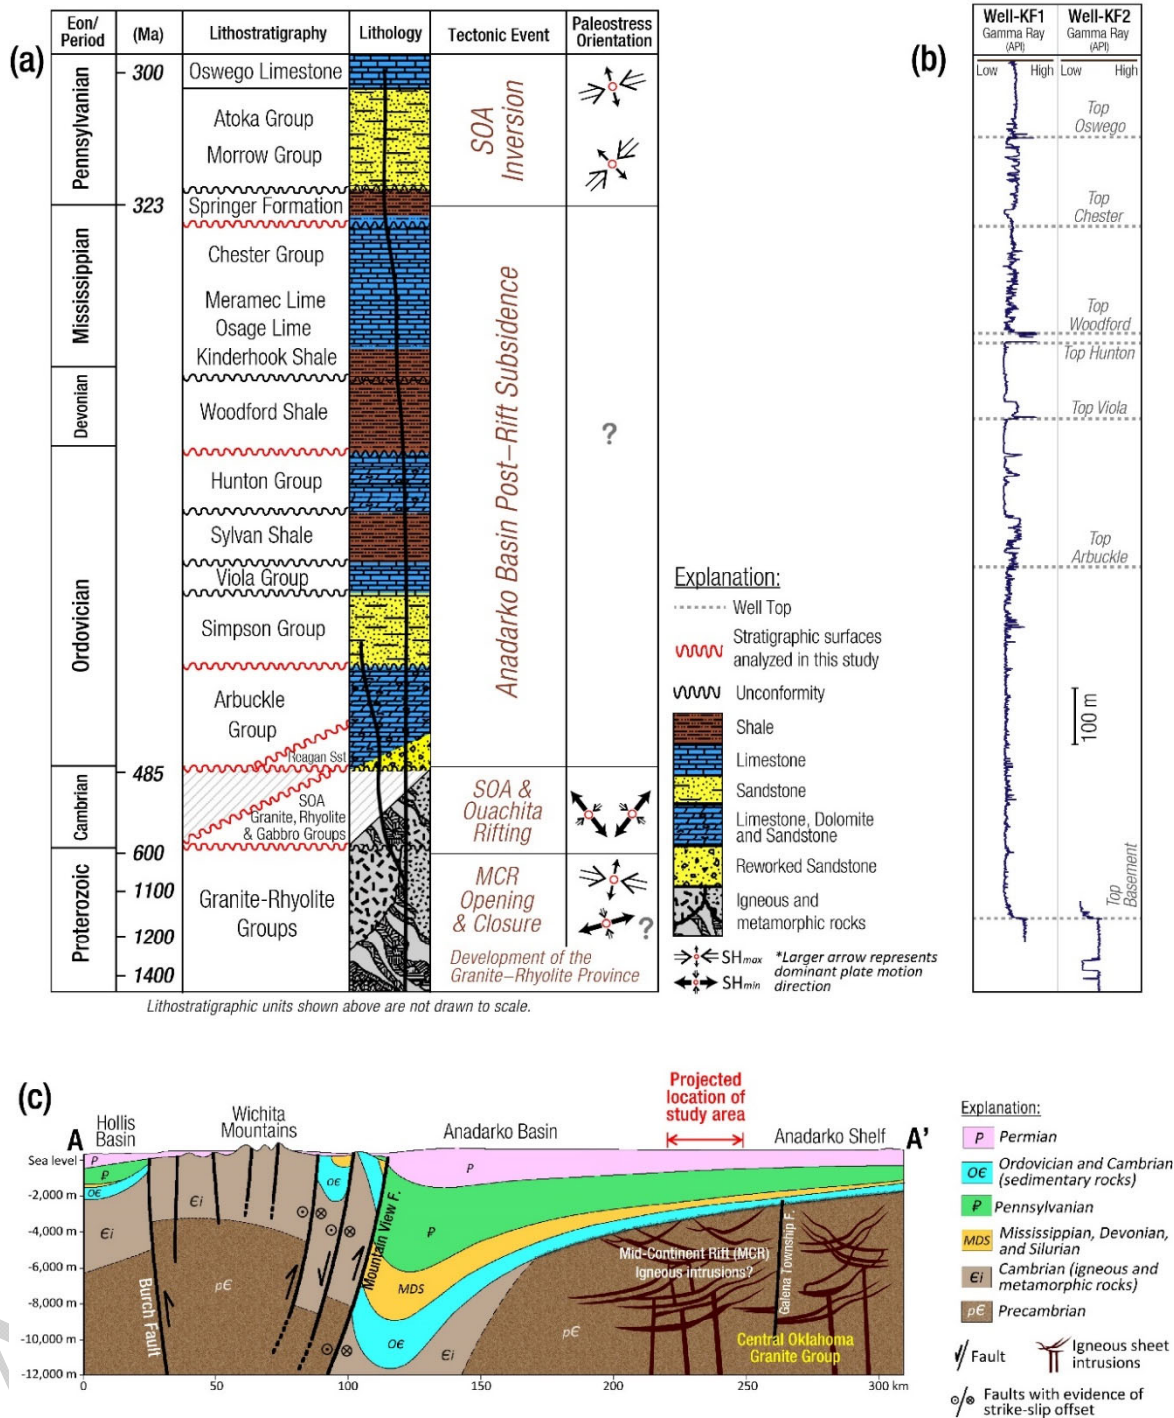 (a)
Eon/
Period
(Ma)
Lithostratigraphy
Lithology
Tectonic Event
Paleostress
Orientation
Pennsylvanian
Mississippian
Devonian
Ordovician
Cambrian
Proterozoic
300
323
485
600
1100
1200
1400
Oswego Limestone
Atoka Group
Morrow Group
Springer Formation
Chester Group
Meramec Lime
Osage Lime
Kinderhook Shale
Woodford Shale
Hunton Group
Sylvan Shale
Viola Group
Simpson Group
Arbuckle
Group
Reagan Sst
SOA
Granite, Rhyolite
& Gabbro Groups
Granite-Rhyolite
Groups
SOA
Inversion
Anadarko Basin Post–Rift Subsidence
SOA &
Ouachita
Rifting
MCR
Opening
& Closure
Development of the
Granite–Rhyolite Province
?
?
Lithostratigraphic units shown above are not drawn to scale.
Explanation:
Well Top
Stratigraphic surfaces
analyzed in this study
Unconformity
Shale
Limestone
Sandstone
Limestone, Dolomite
and Sandstone
Reworked Sandstone
Igneous and
metamorphic rocks
SHmax
SHmin
*Larger arrow represents
dominant plate motion
direction
(b)
Well-KF1
Gamma Ray
(API)
Low High
Well-KF2
Gamma Ray
(API)
Low High
Top
Oswego
Top
Chester
Top
Woodford
Top Hunton
Top Viola
Top
Arbuckle
100 m
Top
Basement
(c)
Hollis
Basin
Wichita
Mountains
Anadarko Basin
Projected
location of
study area
Anadarko Shelf
A
A'
Sea level
-2,000 m
-4,000 m
-6,000 m
-8,000 m
-10,000 m
-12,000 m
0
50
100
150
200
250
300 km
P
P
OЄ
Єi
Єi
pЄ
OЄ
P
P
MDS
OЄ
Єi
pЄ
Burch Fault
Mountain View F.
Mid-Continent Rift (MCR)
Igneous intrusions?
Galena Township F.
Central Oklahoma
Granite Group
Explanation:
P Permian
OЄ Ordovician and Cambrian
(sedimentary rocks)
P Pennsylvanian
MDS Mississippian, Devonian,
and Silurian
Єi Cambrian (igneous and
metamorphic rocks)
pЄ Precambrian
Fault
Igneous sheet
intrusions
Faults with evidence of
strike-slip offset